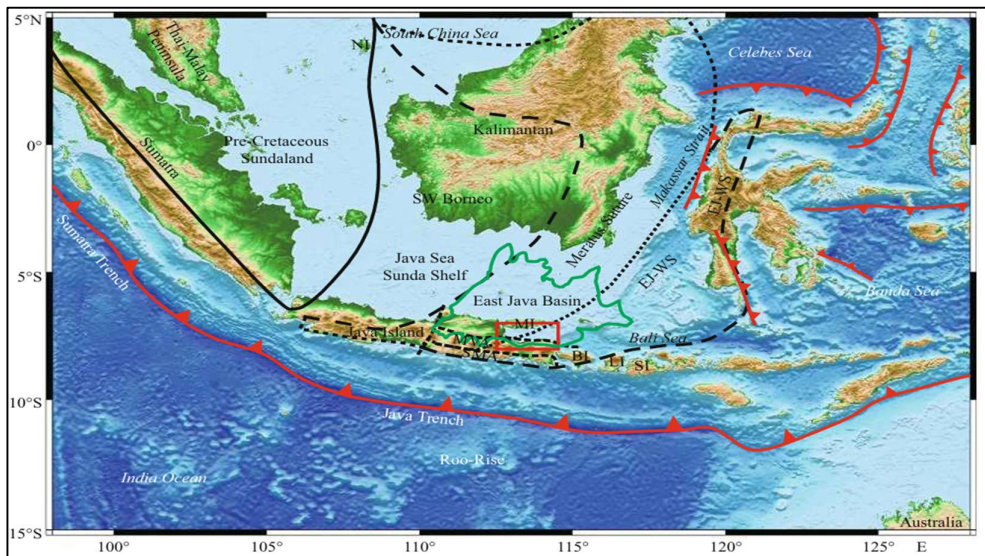 5°N
0°
5°S
10°S
15°S
100°
105°
110°
115°
120°
125°
E
South China Sea
NI
Thai-Malay
Peninsula
Celebes Sea
Kalimantan
Pre-Cretaceous
Sundaland
Sumatra
SW Borneo
Makassar Strait
EJ-WS
Meratus Suture
Java Sea
Sunda Shelf
EJ-WS
Sumatra Trench
East Java Basin
Banda Sea
MI
Java Island
MVA
SMA
Bali Sea
BI
LI
SI
Java Trench
Roo-Rise
India Ocean
Australia